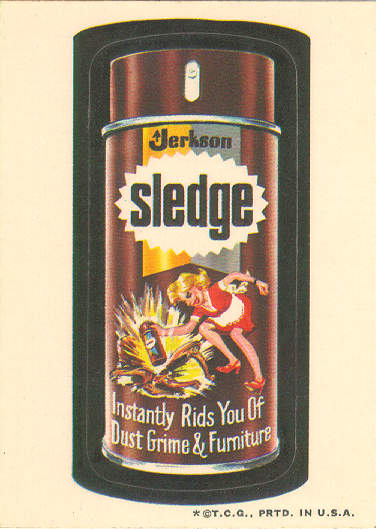 Jerkson
sledge
Instantly Rids You Of
Dust Grime & Furniture
*©T.C.G., PRTD. IN U.S.A.